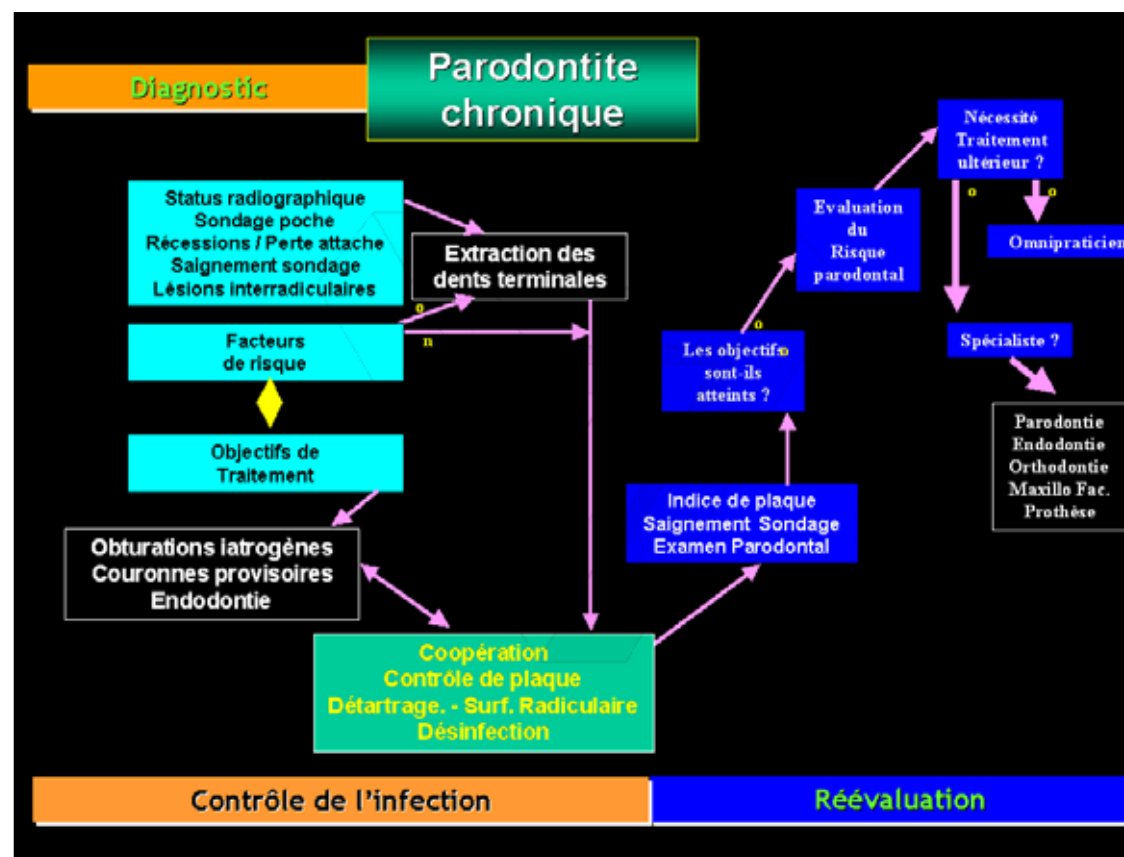 Diagnostic
Parodontite
chronique
Status radiographique
Sondage poche
Récessions / Perte attache
Saignement sondage
Lésions interradiculaires
Extraction des
dents terminales
o
n
Facteurs
de risque
Objectifs de
Traitement
Obturations iatrogènes
Couronnes provisoires
Endodontie
Coopération
Contrôle de plaque
Détartrage. - Surf. Radiculaire
Désinfection
Contrôle de l'infection
Nécessité
Traitement
ultérieur ?
o
o
Omnipraticien
Evaluation
du
Risque
parodontal
o
Les objectifs
sont-ils
atteints ?
Spécialiste ?
Parodontie
Endodontie
Orthodontie
Maxillo Fac.
Prothèse
Indice de plaque
Saignement Sondage
Examen Parodontal
Réévaluation